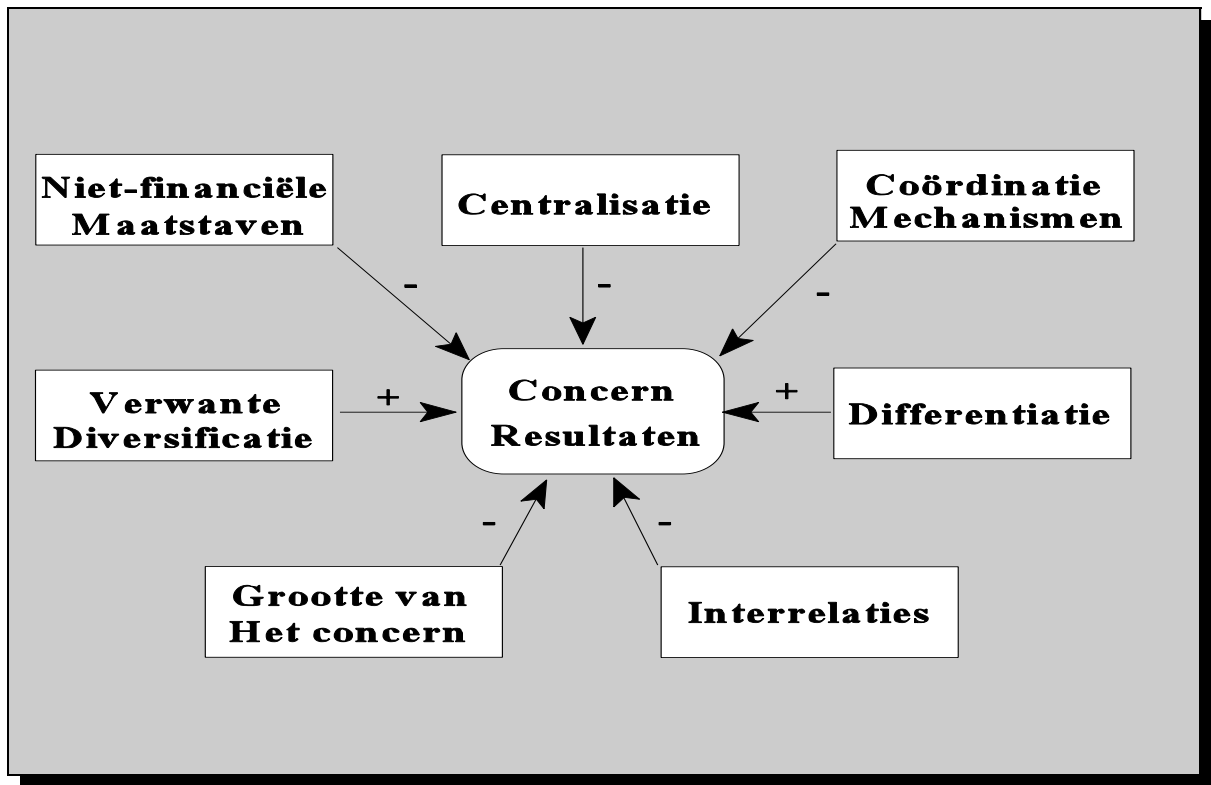 Niet-financiële
Maatstaven
Centralisatie
Coördinatie
Mechanismen
-
-
-
Verwante
Diversificatie
+
Concern
Resultaten
+
Differentiatie
-
-
Grootte van
Het concern
Interrelaties